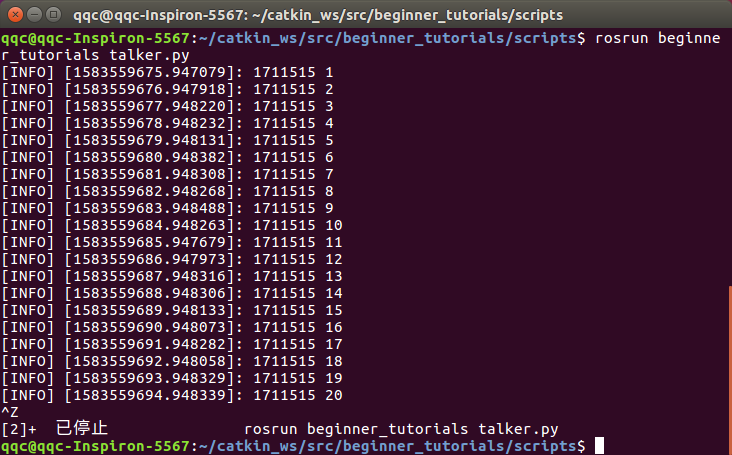 qqc@qqc-Inspiron-5567: ~/catkin_ws/src/beginner_tutorials/scripts
qqc@qqc-Inspiron-5567:~/catkin_ws/src/beginner_tutorials/scripts$ rosrun beginne
r_tutorials talker.py
[INFO] [1583559675.947079]: 1711515 1
[INFO] [1583559676.947918]: 1711515 2
[INFO] [1583559677.948220]: 1711515 3
[INFO] [1583559678.948232]: 1711515 4
[INFO] [1583559679.948131]: 1711515 5
[INFO] [1583559680.948382]: 1711515 6
[INFO] [1583559681.948308]: 1711515 7
[INFO] [1583559682.948268]: 1711515 8
[INFO] [1583559683.948488]: 1711515 9
[INFO] [1583559684.948263]: 1711515 10
[INFO] [1583559685.947679]: 1711515 11
[INFO] [1583559686.947973]: 1711515 12
[INFO] [1583559687.948316]: 1711515 13
[INFO] [1583559688.948306]: 1711515 14
[INFO] [1583559689.948133]: 1711515 15
[INFO] [1583559690.948073]: 1711515 16
[INFO] [1583559691.948282]: 1711515 17
[INFO] [1583559692.948058]: 1711515 18
[INFO] [1583559693.948329]: 1711515 19
[INFO] [1583559694.948339]: 1711515 20
^Z
[2]+  已停止               rosrun beginner_tutorials talker.py
qqc@qqc-Inspiron-5567:~/catkin_ws/src/beginner_tutorials/scripts$